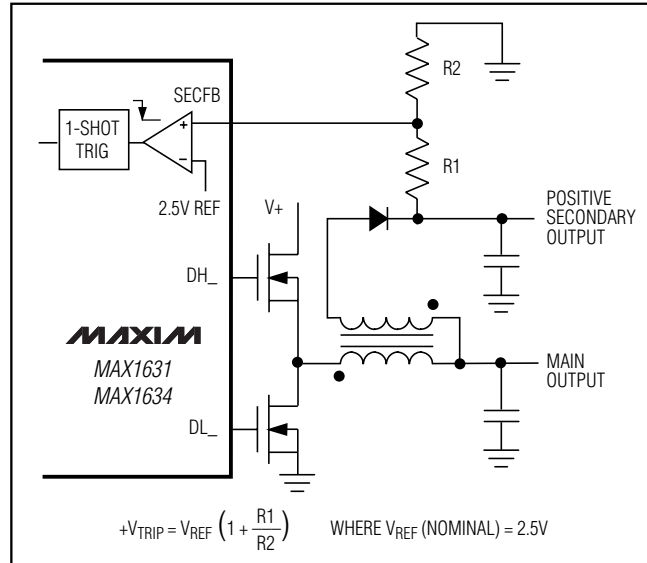 R2
SECFB
+
1-SHOT
TRIG
–
R1
2.5V REF
V+
POSITIVE
SECONDARY
OUTPUT
DH_
MAXIM
MAX1631
MAX1634
MAIN
OUTPUT
DL_
+VTRIP = VREF (1 + R1/R2) WHERE VREF (NOMINAL) = 2.5V